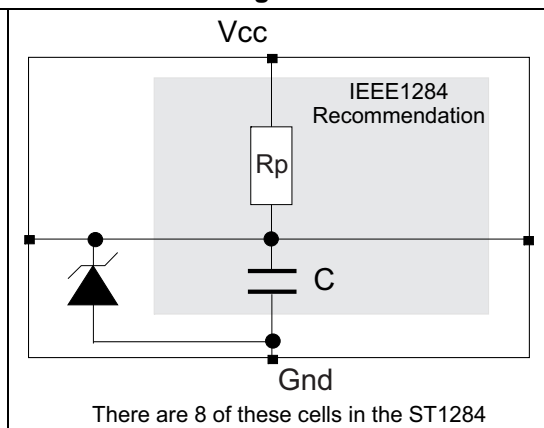 Vcc
IEEE1284
Recommendation
Rp
C
Gnd
There are 8 of these cells in the ST1284